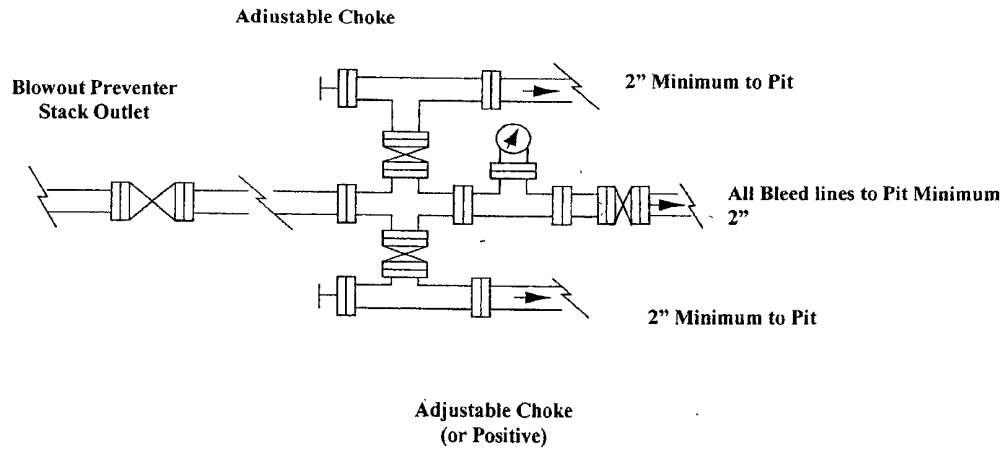 Adjustable Choke
Blowout Preventer
Stack Outlet
2” Minimum to Pit
All Bleed lines to Pit Minimum
2”
2” Minimum to Pit
Adjustable Choke
(or Positive)